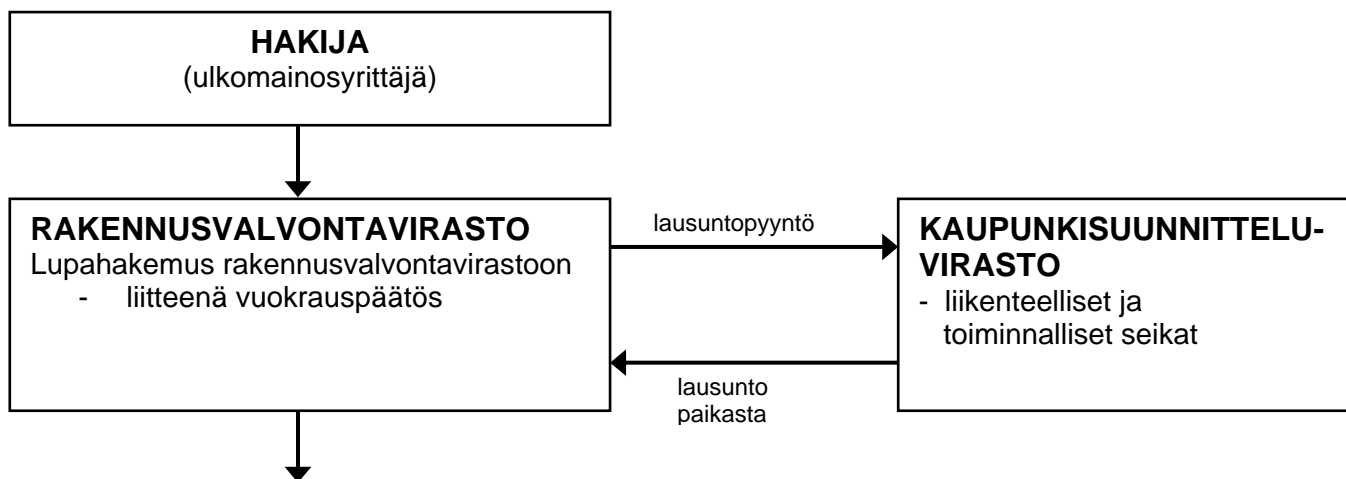 HAKIJA
(ulkomainosyrittäjä)
RAKENNUSVALVONTAVIRASTO
Lupahakemus rakennusvalvontavirastoon
- liitteenä vuokrauspäätös
lausuntopyyntö
lausunto
paikasta
KAUPUNKISUUNNITTELU-
VIRASTO
- liikenteelliset ja
toiminnalliset seikat